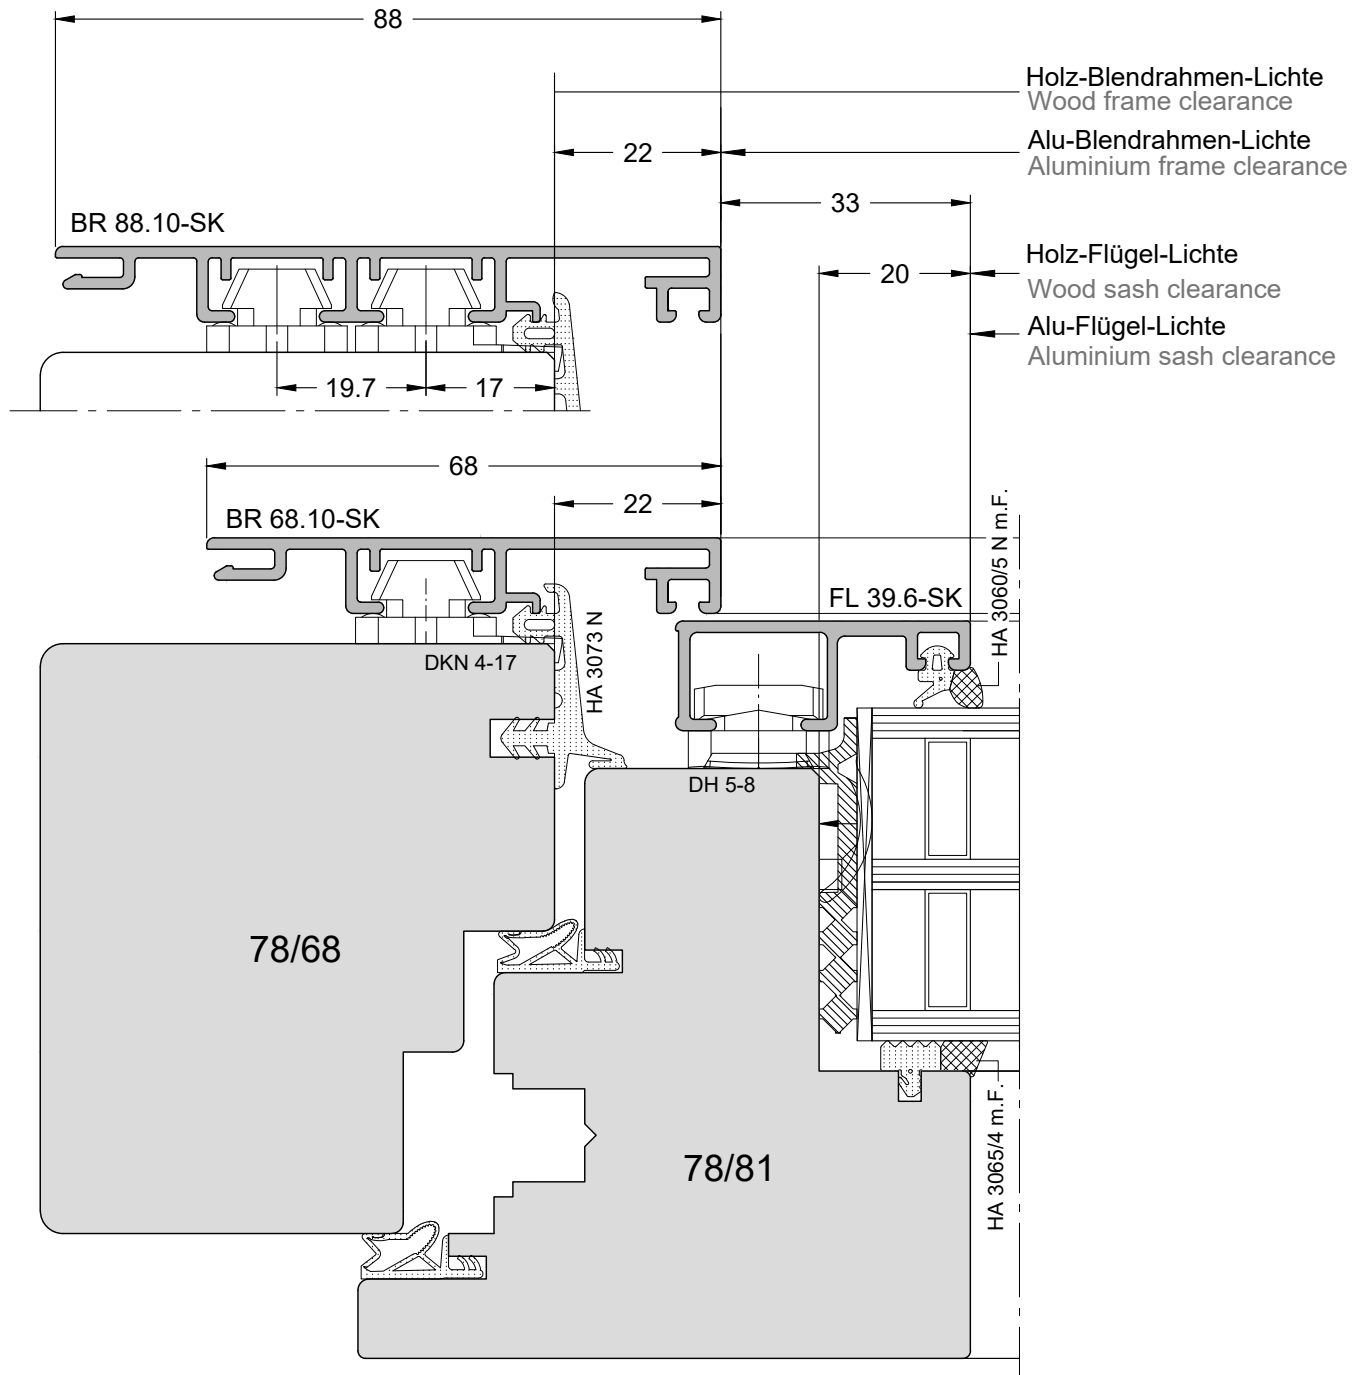 88
Holz-Blendrahmen-Lichte
Wood frame clearance
22
Alu-Blendrahmen-Lichte
Aluminium frame clearance
33
BR 88.10-SK
Holz-Flügel-Lichte
20
Wood sash clearance
Alu-Flügel-Lichte
Aluminium sash clearance
19.7
17
68
22
BR 68.10-SK
HA 3060/5 N m.F.
FL 39.6-SK
HA 3073 N
DKN 4-17
DH 5-8
78/68
78/81
HA 3065/4 m.F.